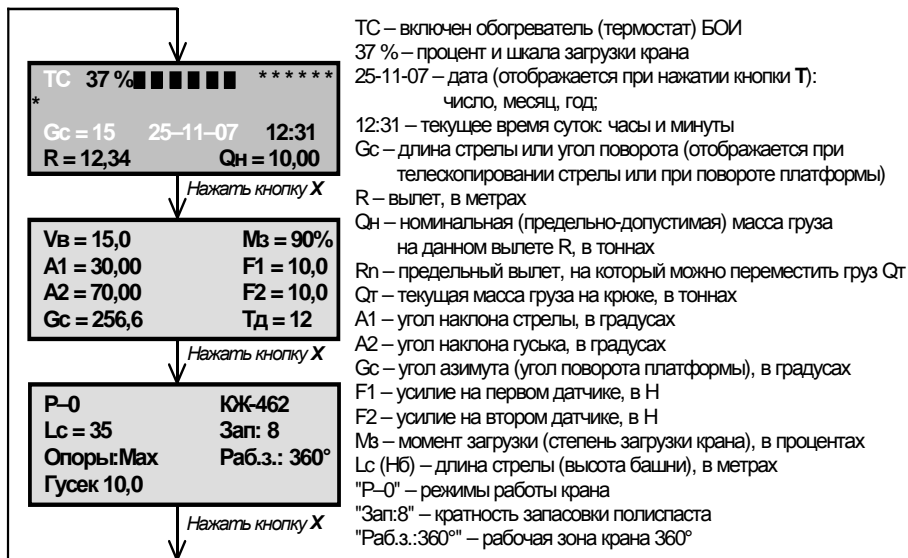 ТС 37 % ******
*
Gc = 15 25–11–07 12:31
R = 12,34 Qн = 10,00
Нажать кнопку X
Vв = 15,0 Мз = 90%
A1 = 30,00 F1 = 10,0
A2 = 70,00 F2 = 10,0
Gc = 256,6 Тд = 12
Нажать кнопку X
Р–0 КЖ-462
Lc = 35 Зап: 8
Опоры:Max Раб.з.: 360°
Гусек 10,0
Нажать кнопку X
ТС – включен обогреватель (термостат) БОИ
37 % – процент и шкала загрузки крана
25-11-07 – дата (отображается при нажатии кнопки Т):
число, месяц, год;
12:31 – текущее время суток: часы и минуты
Gc – длина стрелы или угол поворота (отображается при
телескопировании стрелы или при повороте платформы)
R – вылет, в метрах
Qн – номинальная (предельно-допустимая) масса груза
на данном вылете R, в тоннах
Rп – предельный вылет, на который можно переместить груз Qт
Qт – текущая масса груза на крюке, в тоннах
A1 – угол наклона стрелы, в градусах
A2 – угол наклона гуська, в градусах
Gc – угол азимута (угол поворота платформы), в градусах
F1 – усилие на первом датчике, в Н
F2 – усилие на втором датчике, в Н
Мз – момент загрузки (степень загрузки крана), в процентах
Lc (Нб) – длина стрелы (высота башни), в метрах
"Р–0" – режимы работы крана
"Зап:8" – кратность запасовки полиспаста
"Раб.з.:360°" – рабочая зона крана 360°